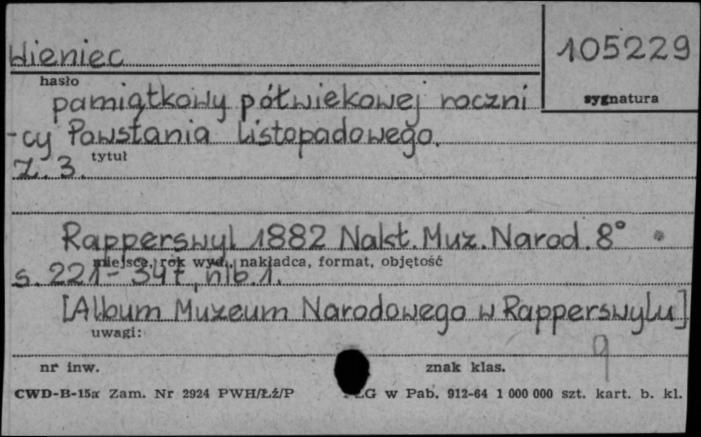 Wieniec
105229
hasło
sygnatura
pamiątkowy półwiekowej roczni
-cy Powstania Listopadowego.
tytuł
Z. 3.
Rapperswyl 1882 Nakł. Muz. Narod. 8°
miejsce, rok wyd., nakładca, format, objętość
s. 221-347, nlb. 1.
[Album Muzeum Narodowego w Rapperswylu]
uwagi:
9
nr inw.
znak klas.
CWD-B-15a Zam. Nr 2924 PWH/Łź/P
G w Pab. 912-64 1 000 000 szt. kart. b. kl.